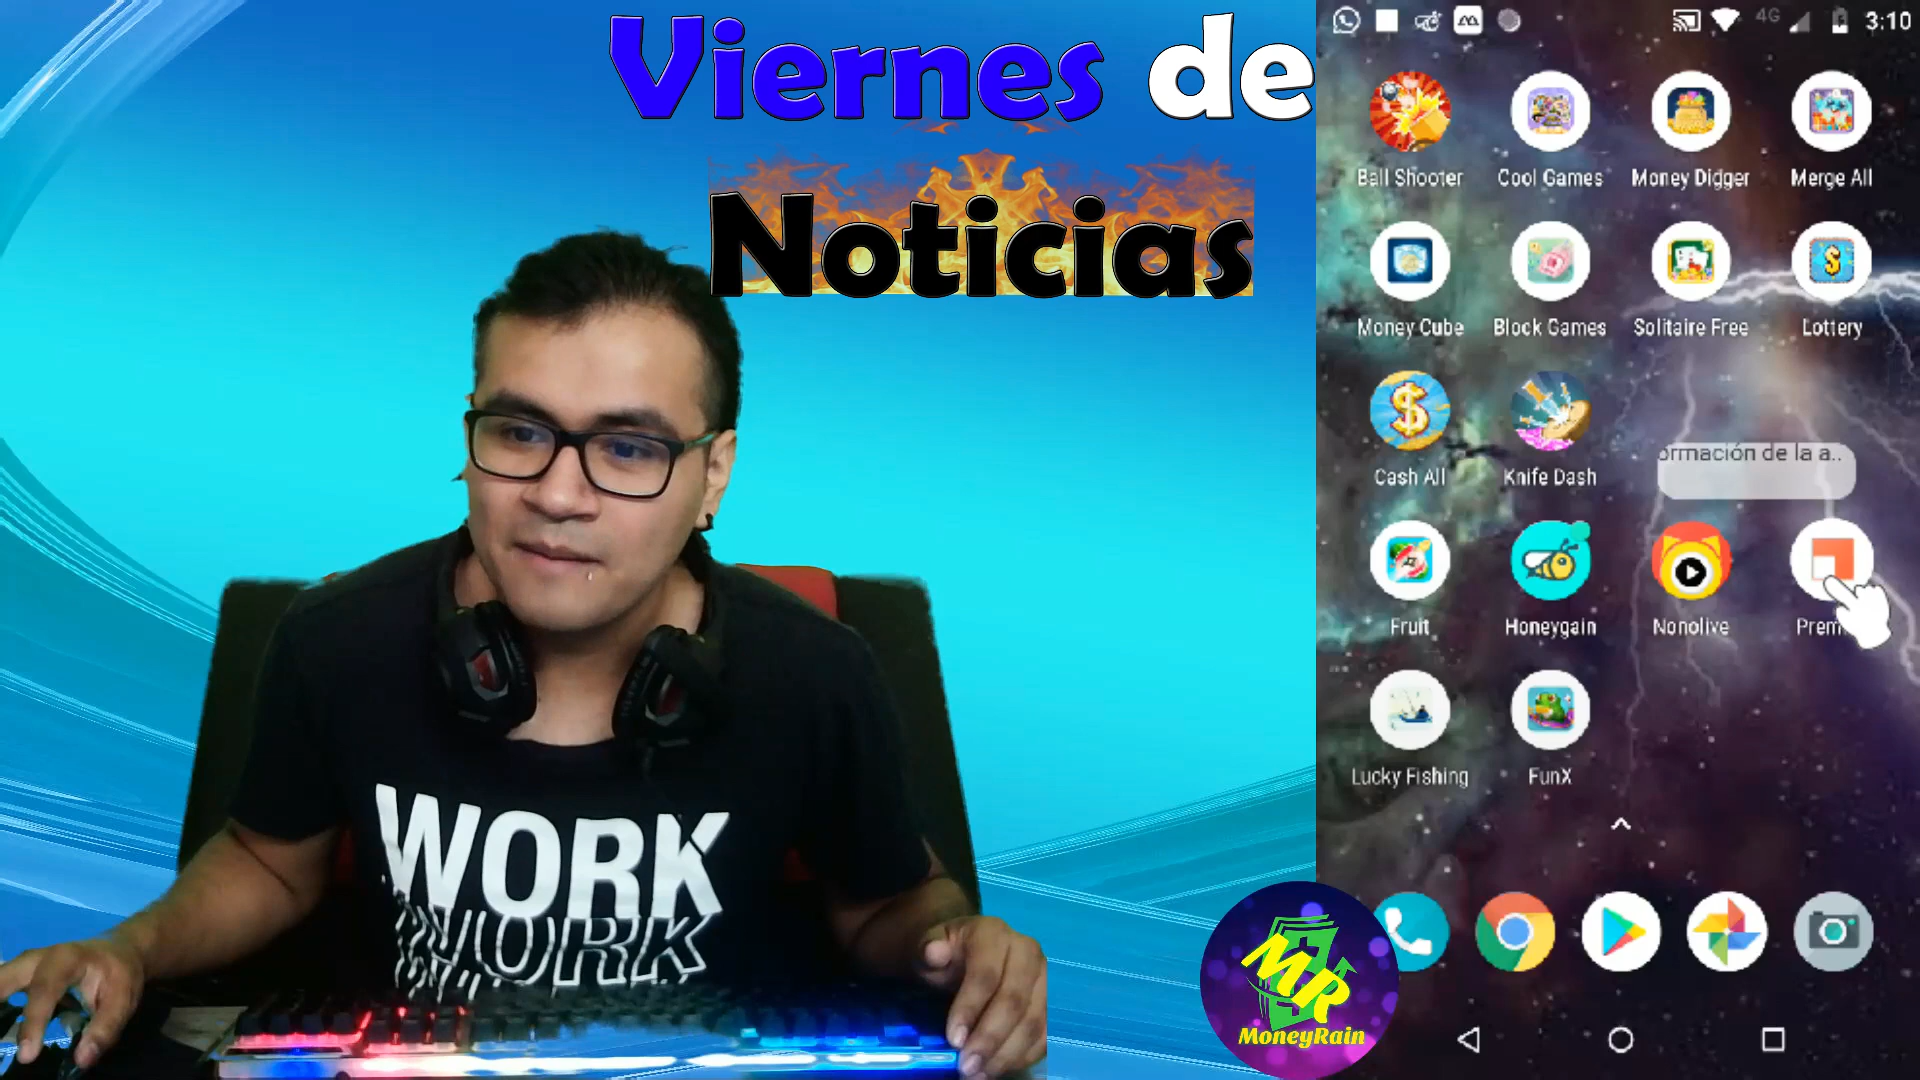 Viernes de
Noticias
4G
3:10
Ball Shooter
Cool Games
Money Digger
Merge All
Money Cube
Block Games
Solitaire Free
Lottery
Cash All
Knife Dash
ormación de la a..
Fruit
Honeygain
Nonolive
Prem
Lucky Fishing
FunX
WORK
WORK
MR
MoneyRain